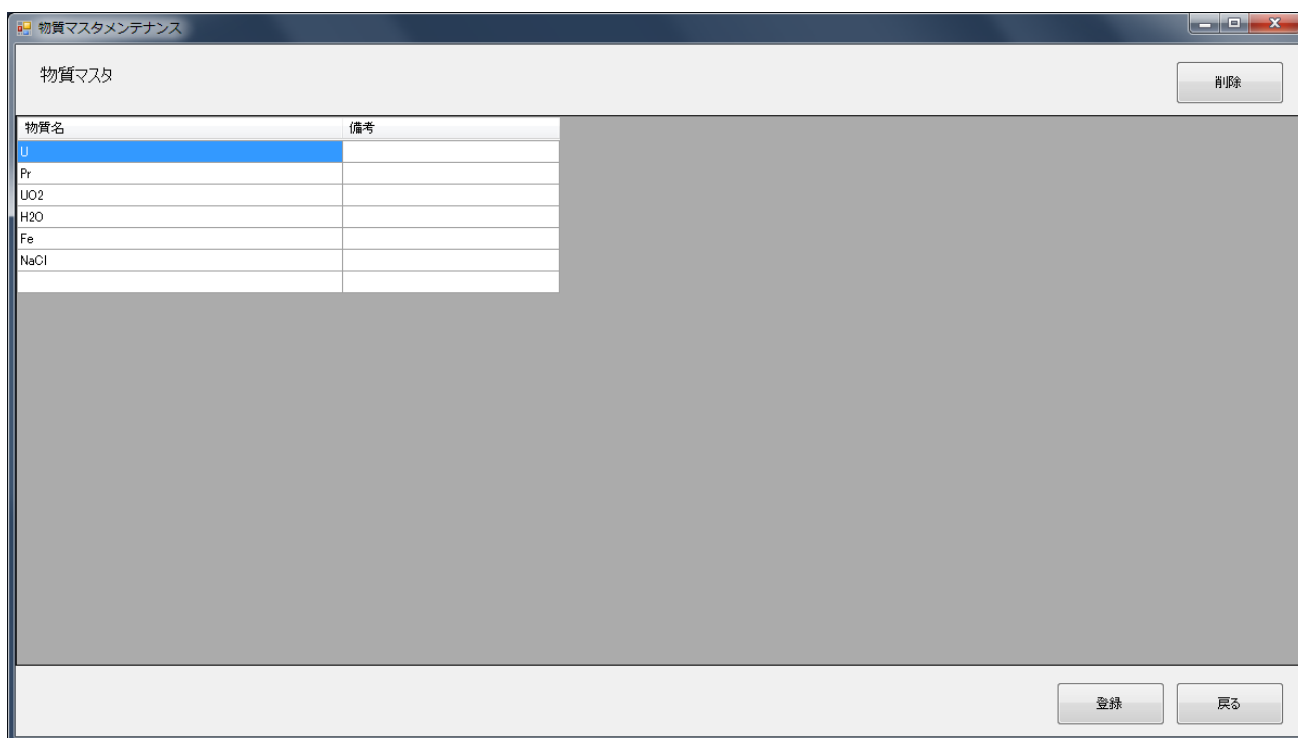 物質マスタメンテナンス
物質マスタ
削除
物質名 備考
U
Pr
UO2
H2O
Fe
NaCl
登録 戻る